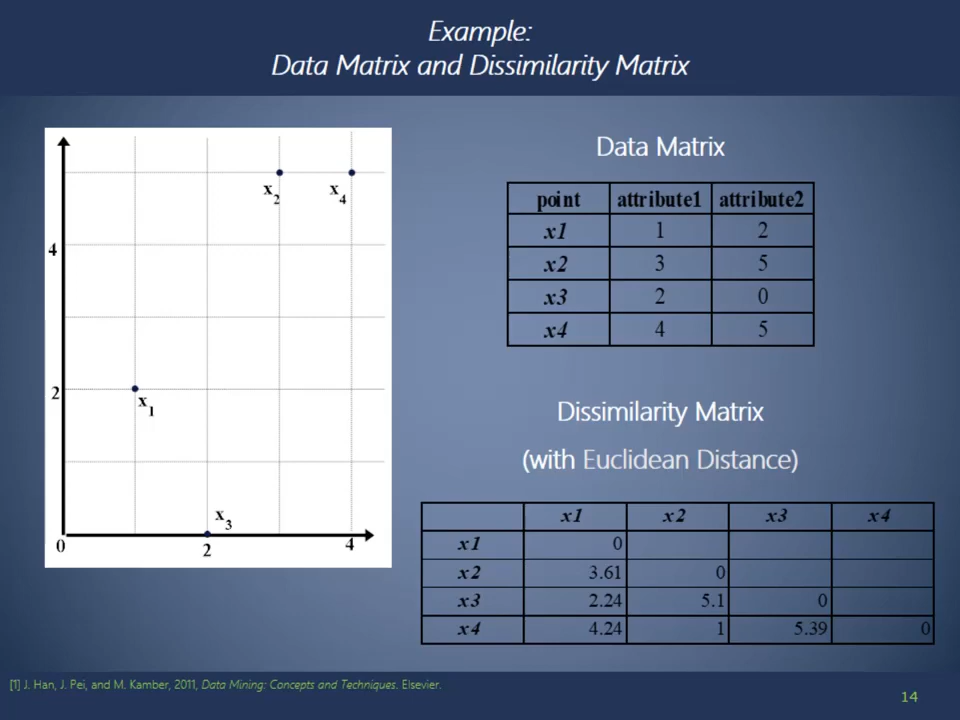 Example:
Data Matrix and Dissimilarity Matrix
x2 x4
4
2
x1
x3
0 2 4
Data Matrix
point attribute1 attribute2
x1 1 2
x2 3 5
x3 2 0
x4 4 5
Dissimilarity Matrix
(with Euclidean Distance)
x1 x2 x3 x4
x1 0
x2 3.61 0
x3 2.24 5.1 0
x4 4.24 1 5.39 0
[1] J. Han, J. Pei, and M. Kamber, 2011, Data Mining: Concepts and Techniques. Elsevier.
14